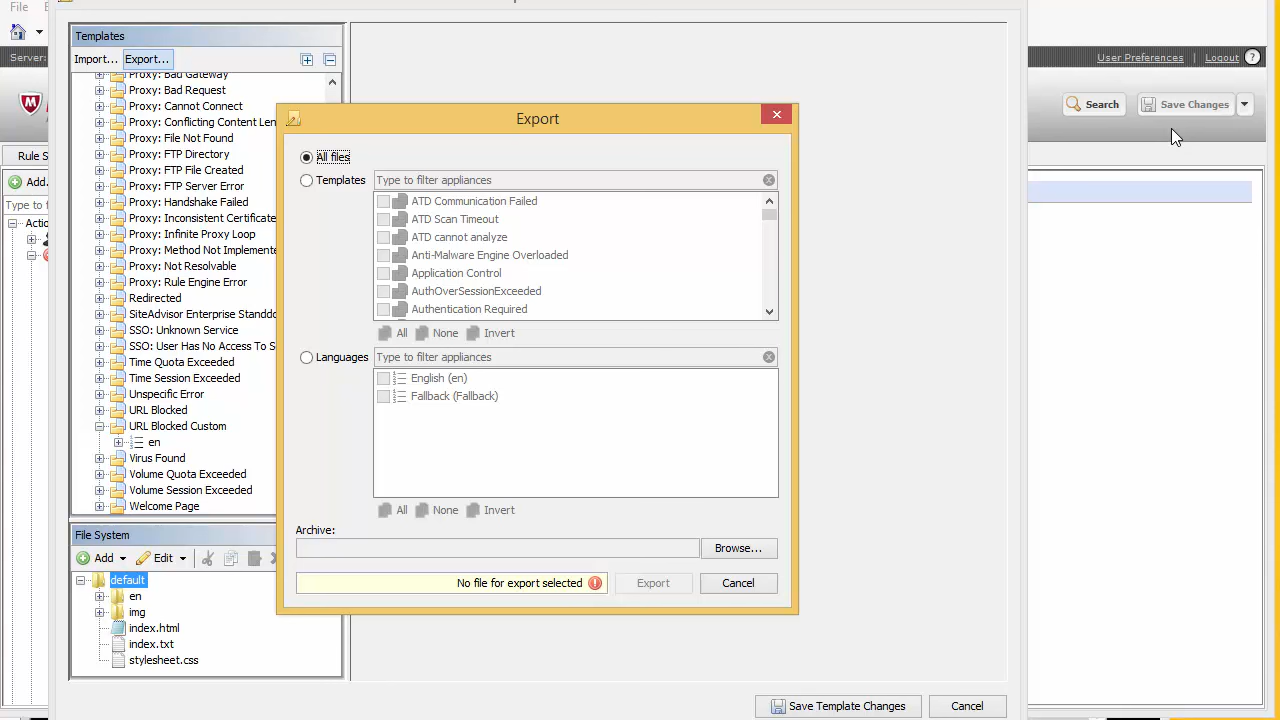 File
Server:
User Preferences
Logout
?
Search
Save Changes
Rule S
Add.
Type to f
Actio
Templates
Import...
Export...
Proxy: Bad Gateway
Proxy: Bad Request
Proxy: Cannot Connect
Proxy: Conflicting Content Len
Proxy: File Not Found
Proxy: FTP Directory
Proxy: FTP File Created
Proxy: FTP Server Error
Proxy: Handshake Failed
Proxy: Inconsistent Certificate
Proxy: Infinite Proxy Loop
Proxy: Method Not Implemente
Proxy: Not Resolvable
Proxy: Rule Engine Error
Redirected
SiteAdvisor Enterprise Standdo
SSO: Unknown Service
SSO: User Has No Access To S
Time Quota Exceeded
Time Session Exceeded
Unspecific Error
URL Blocked
URL Blocked Custom
en
Virus Found
Volume Quota Exceeded
Volume Session Exceeded
Welcome Page
File System
Add
Edit
default
en
img
index.html
index.txt
stylesheet.css
Export
All files
Templates
Type to filter appliances
ATD Communication Failed
ATD Scan Timeout
ATD cannot analyze
Anti-Malware Engine Overloaded
Application Control
AuthOverSessionExceeded
Authentication Required
All
None
Invert
Languages
Type to filter appliances
English (en)
Fallback (Fallback)
All
None
Invert
Archive:
Browse...
No file for export selected
Export
Cancel
Save Template Changes
Cancel